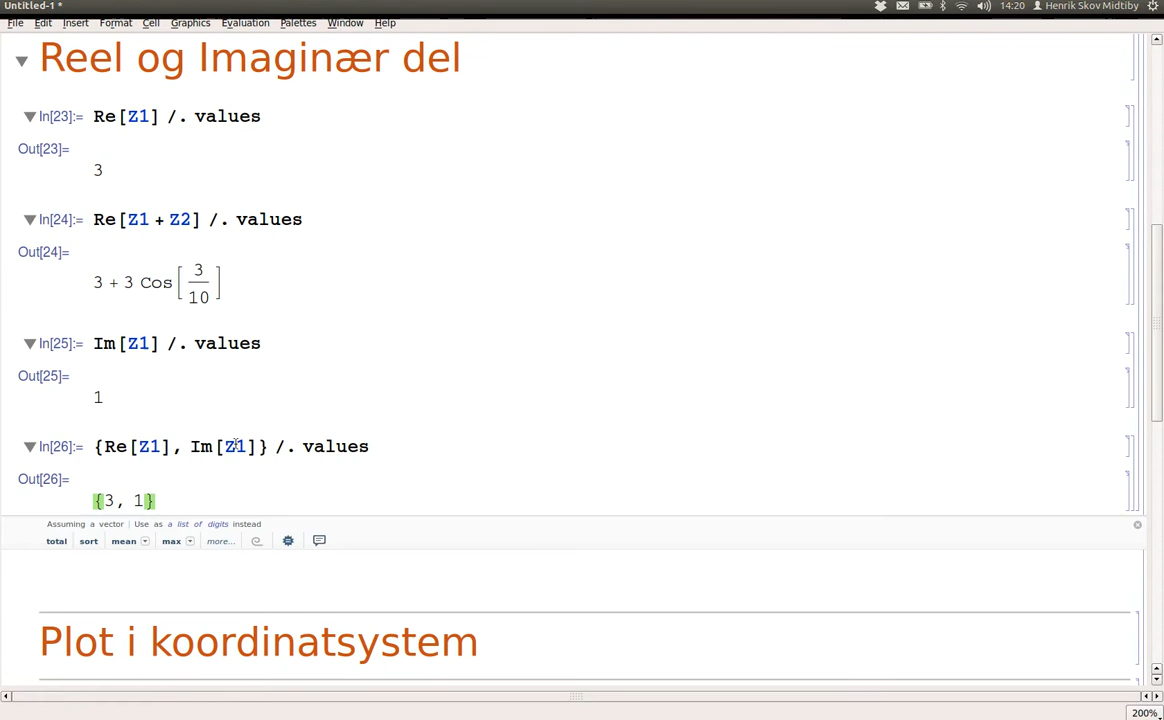 Untitled-1 * 14:20 Henrik Skov Midtiby
File Edit Insert Format Cell Graphics Evaluation Palettes Window Help
Reel og Imaginær del
In[23]:= Re[Z1] /. values
Out[23]=
3
In[24]:= Re[Z1 + Z2] /. values
Out[24]=
3 + 3 Cos[3/10]
In[25]:= Im[Z1] /. values
Out[25]=
1
In[26]:= {Re[Z1], Im[Z1]} /. values
Out[26]=
{3, 1}
Assuming a vector | Use as a list of digits instead
total sort mean max more...
Plot i koordinatsystem
200%